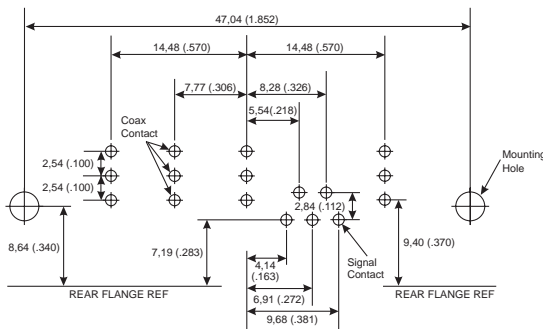 47,04 (1.852)
14,48 (.570)
14,48 (.570)
7,77 (.306)
8,28 (.326)
5,54(.218)
Coax
Contact
2,54 (.100)
2,54 (.100)
Mounting
Hole
2,84 (.112)
8,64 (.340)
7,19 (.283)
9,40 (.370)
Signal
Contact
4,14
(.163)
6,91 (.272)
9,68 (.381)
REAR FLANGE REF
REAR FLANGE REF